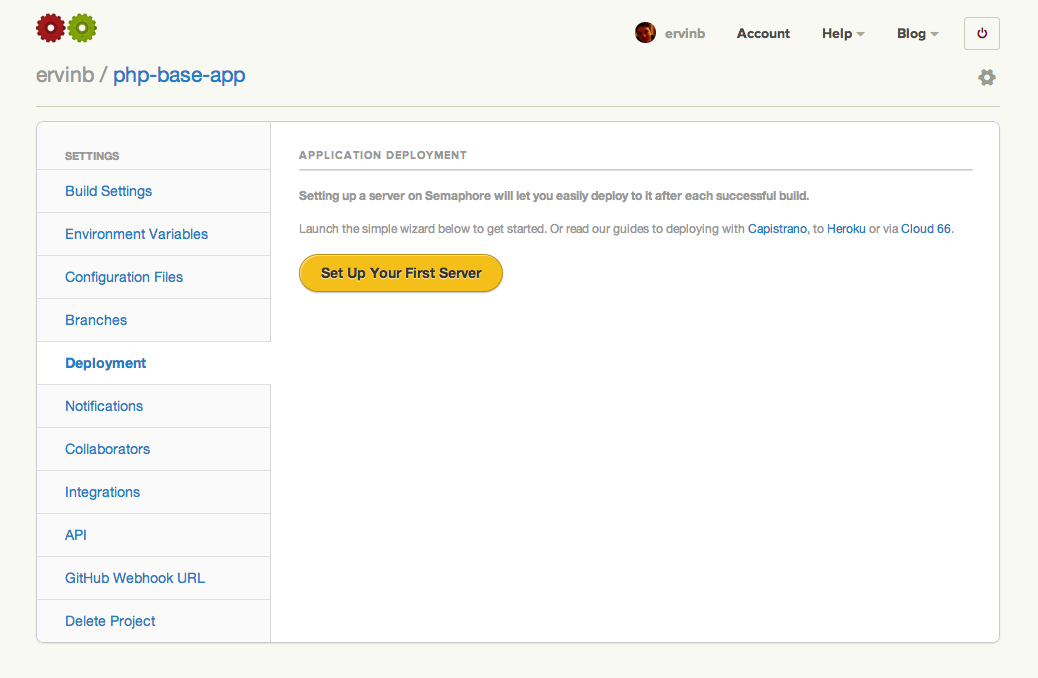 ervinb Account Help Blog
ervinb / php-base-app
SETTINGS
Build Settings
Environment Variables
Configuration Files
Branches
Deployment
Notifications
Collaborators
Integrations
API
GitHub Webhook URL
Delete Project
APPLICATION DEPLOYMENT
Setting up a server on Semaphore will let you easily deploy to it after each successful build.
Launch the simple wizard below to get started. Or read our guides to deploying with Capistrano, to Heroku or via Cloud 66.
Set Up Your First Server